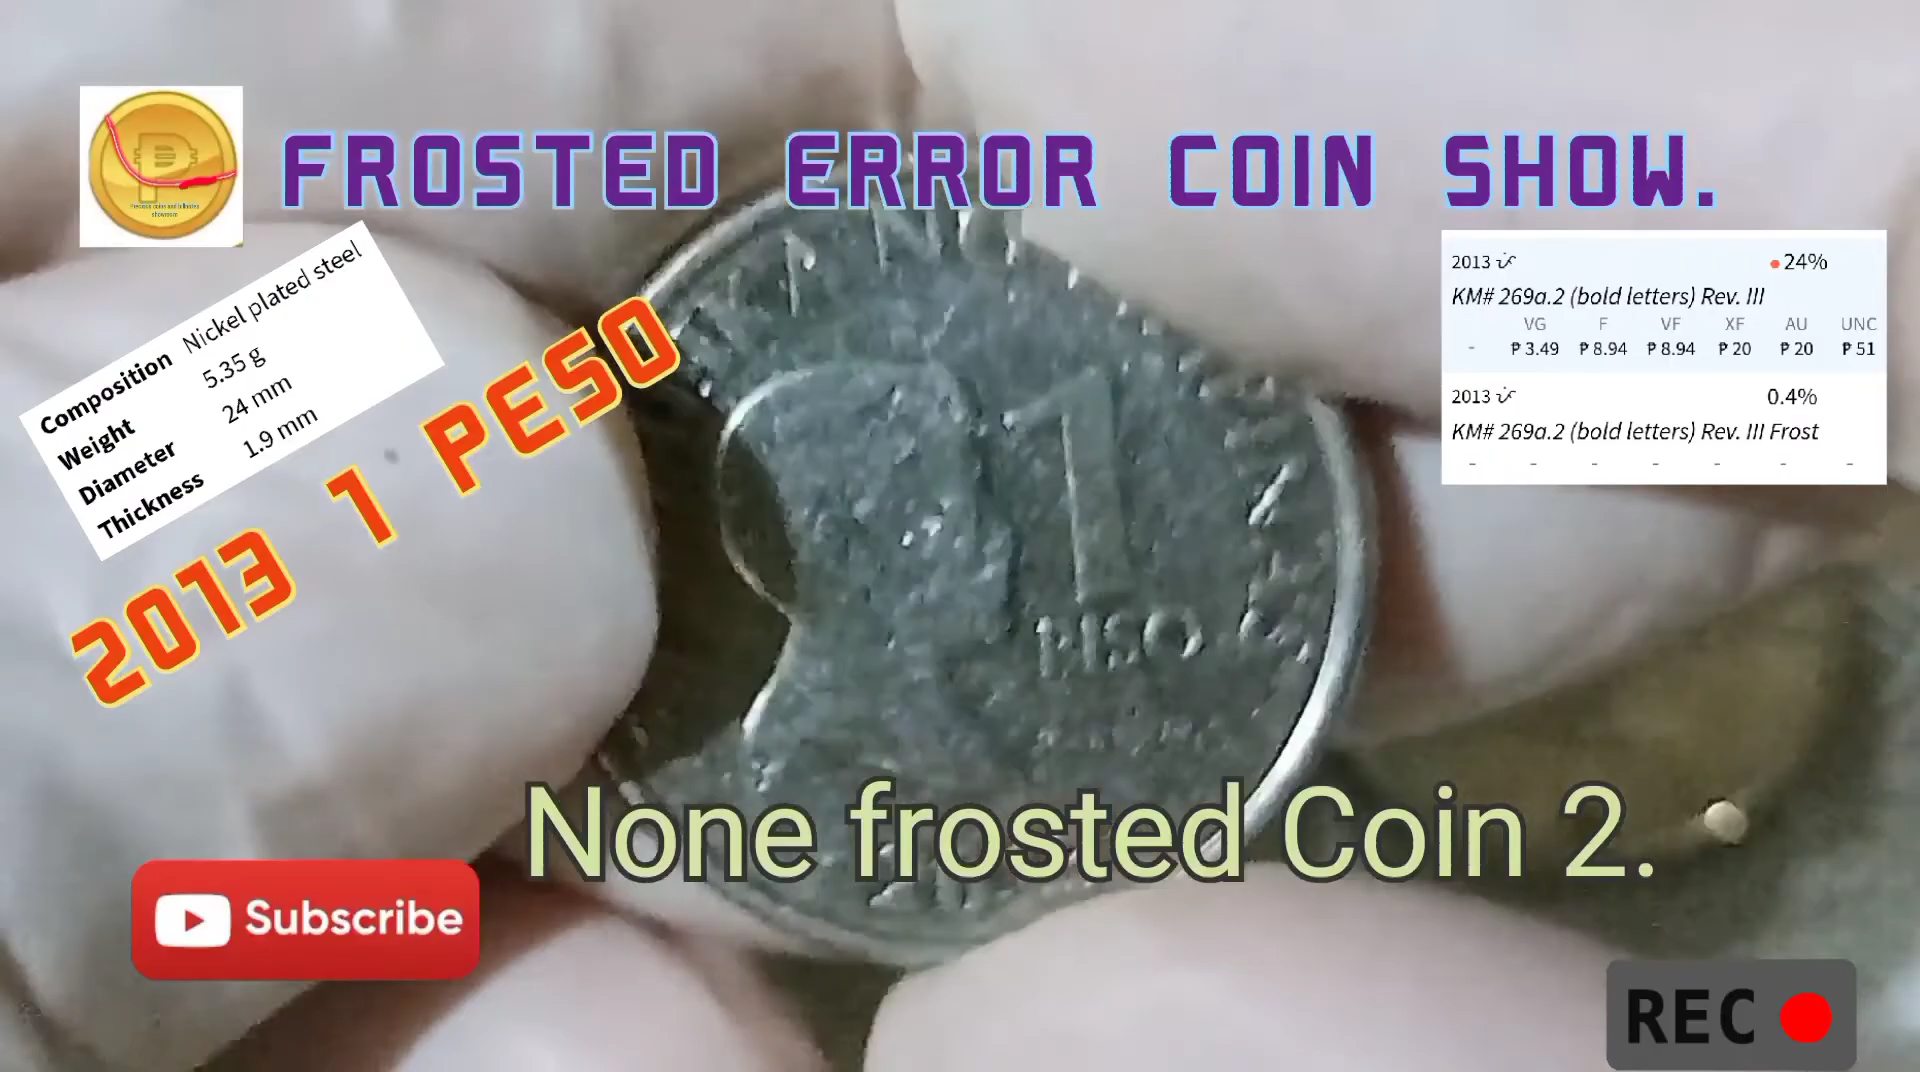 FROSTED ERROR COIN SHOW.
Composition Nickel plated steel
Weight 5.35 g
Diameter 24 mm
Thickness 1.9 mm
2013 1 PESO
2013 24%
KM# 269a.2 (bold letters) Rev. III
VG F VF XF AU UNC
- ₱ 3.49 ₱ 8.94 ₱ 8.94 ₱ 20 ₱ 20 ₱ 51
2013 0.4%
KM# 269a.2 (bold letters) Rev. III Frost
- - - - - - -
1
PISO
None frosted Coin 2.
Subscribe
REC